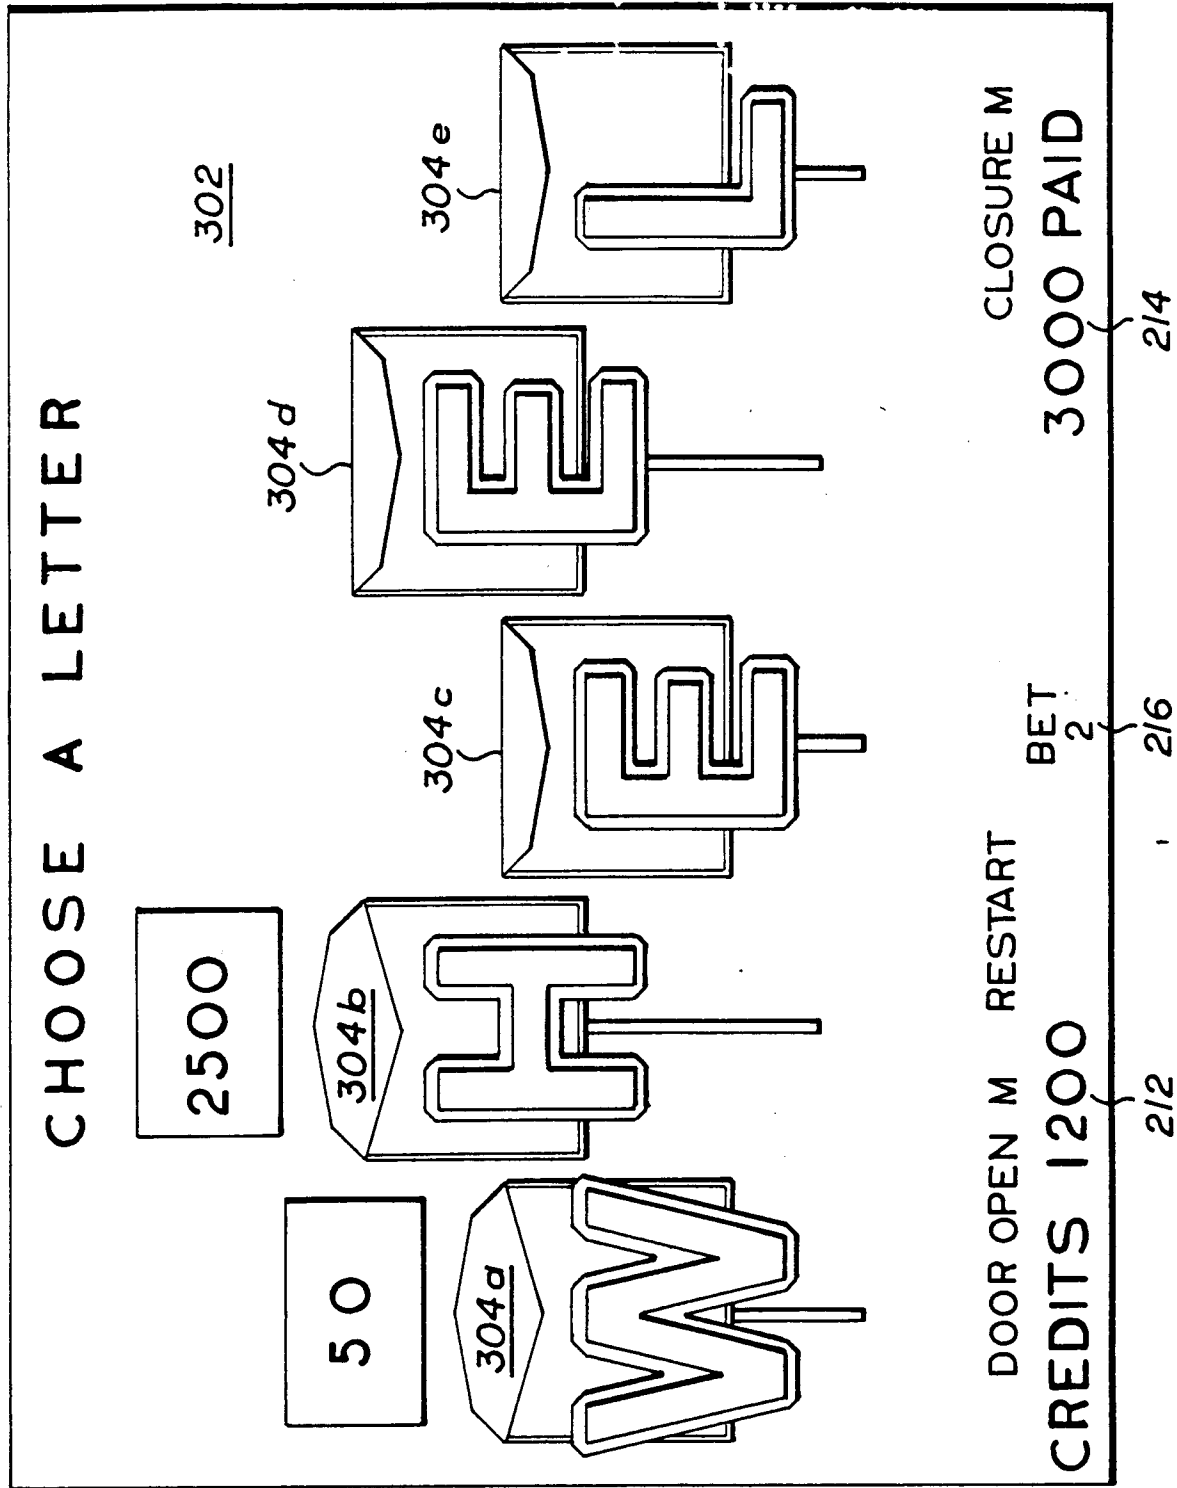 CHOOSE A LETTER
302
2500
50
304a
304b
304c
304d
304e
W H E E L
DOOR OPEN M RESTART CLOSURE M
CREDITS 1200 BET 2 3000 PAID
212 216 214